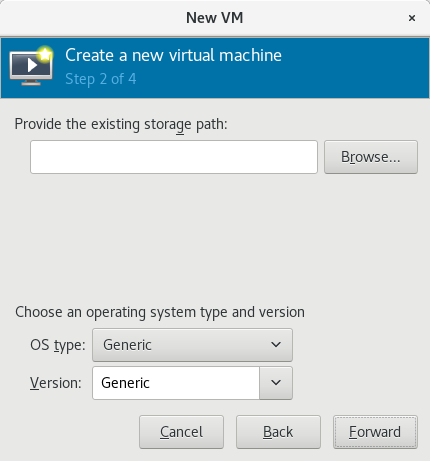 New VM
Create a new virtual machine
Step 2 of 4
Provide the existing storage path:
Browse...
Choose an operating system type and version
OS type: Generic
Version: Generic
Cancel Back Forward